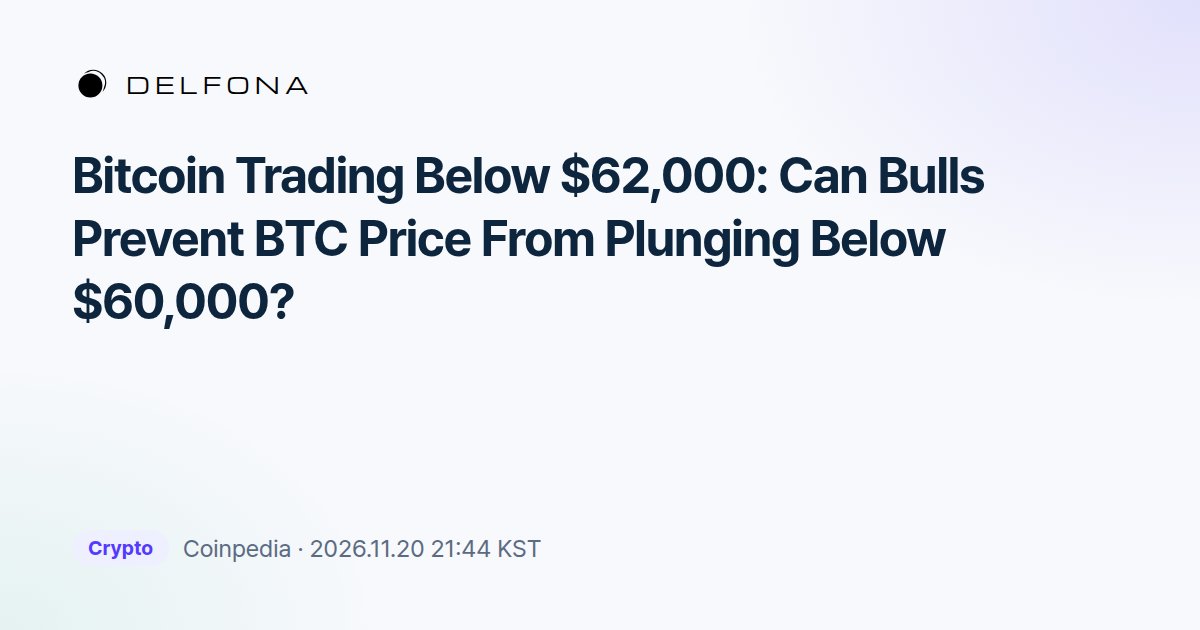 DELFONA
Bitcoin Trading Below $62,000: Can Bulls
Prevent BTC Price From Plunging Below
$60,000?
Crypto Coinpedia · 2026.11.20 21:44 KST